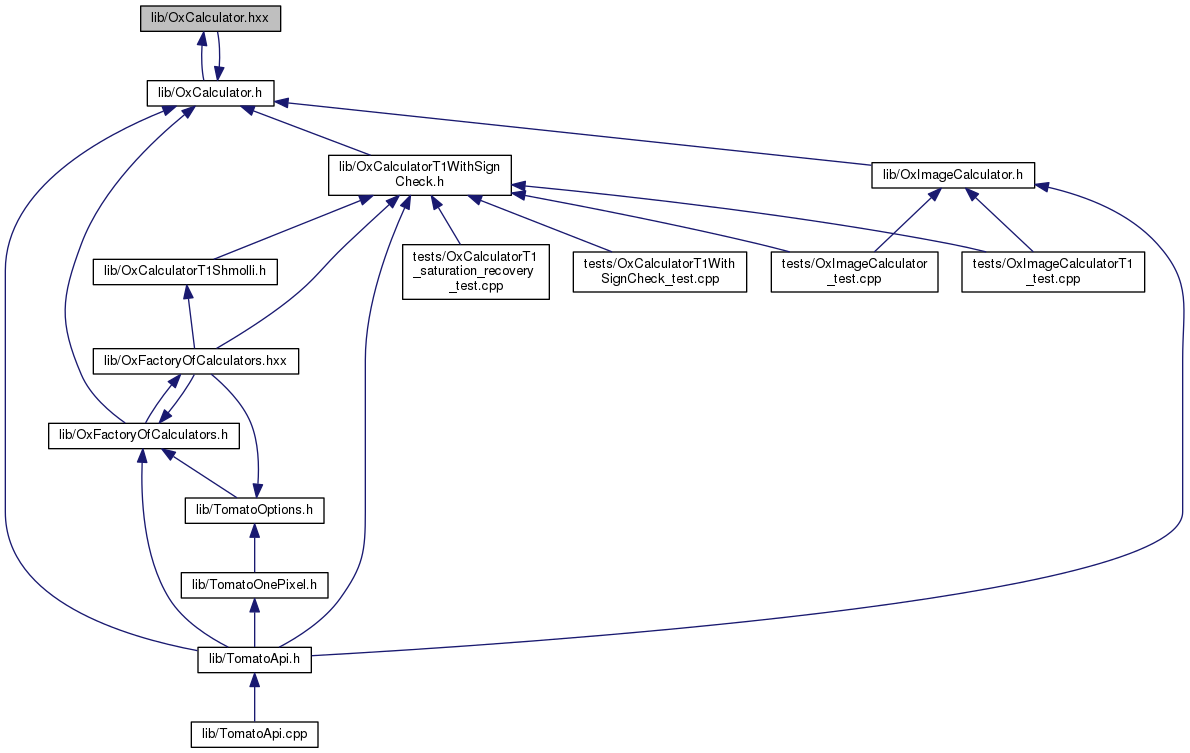 lib/OxCalculator.hxx
lib/OxCalculator.h
lib/OxCalculatorT1WithSign
Check.h
lib/OxImageCalculator.h
lib/OxCalculatorT1Shmolli.h
tests/OxCalculatorT1
_saturation_recovery
_test.cpp
tests/OxCalculatorT1With
SignCheck_test.cpp
tests/OxImageCalculator
_test.cpp
tests/OxImageCalculatorT1
_test.cpp
lib/OxFactoryOfCalculators.hxx
lib/OxFactoryOfCalculators.h
lib/TomatoOptions.h
lib/TomatoOnePixel.h
lib/TomatoApi.h
lib/TomatoApi.cpp